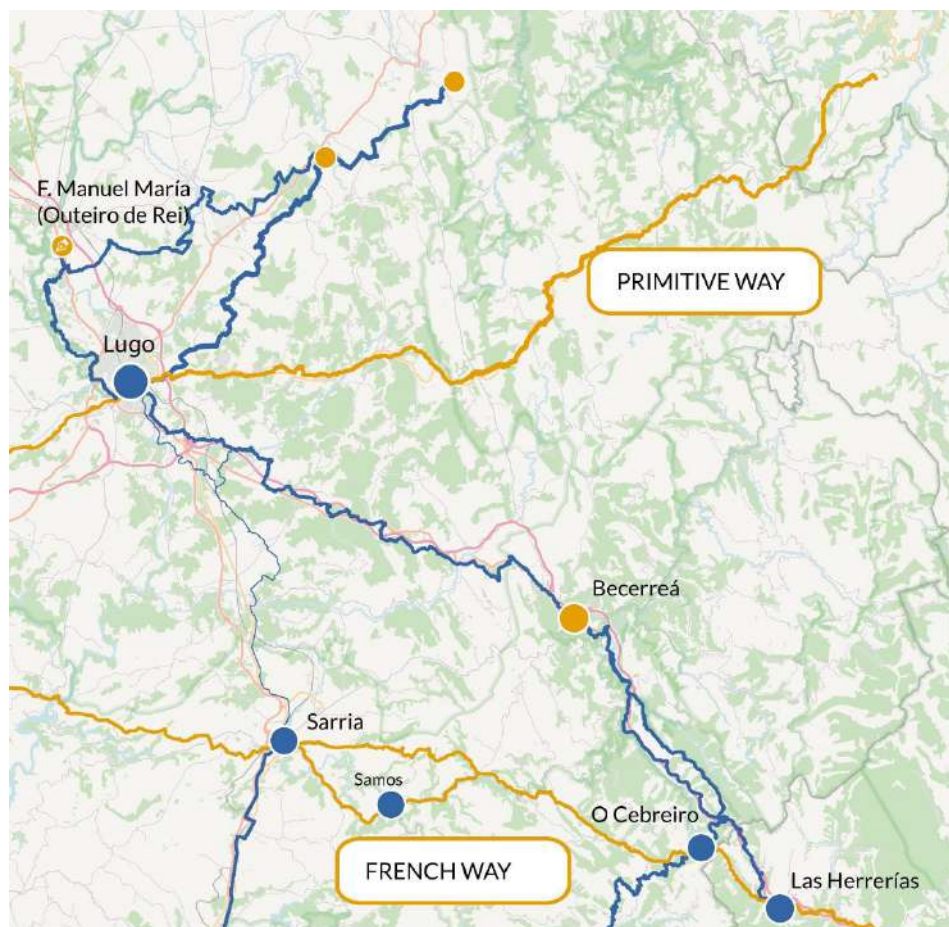 F. Manuel María
(Outeiro de Rei)
PRIMITIVE WAY
Lugo
Becerreá
Sarria
Samos
O Cebreiro
FRENCH WAY
Las Herrerías